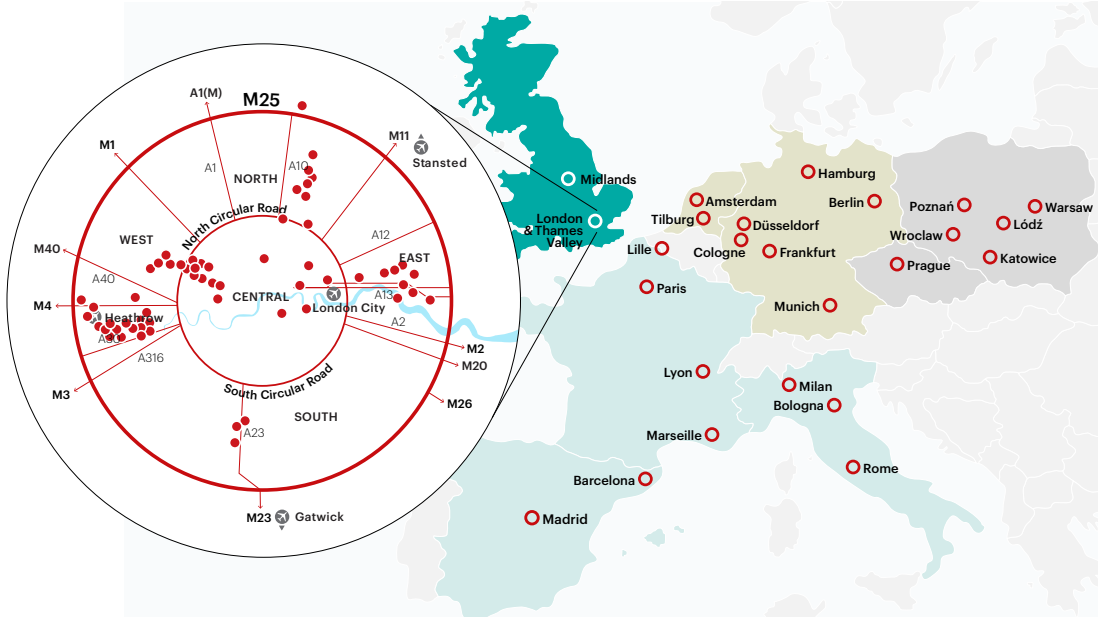 A1(M)
M25
M1
M11
Stansted
A1
A10
NORTH
North Circular Road
WEST
A12
M40
EAST
A40
CENTRAL
A13
M4
London City
Heathrow
A30
A2
A316
M2
M20
M3
South Circular Road
M26
SOUTH
A23
M23
Gatwick
Midlands
London
& Thames
Valley
Hamburg
Amsterdam
Berlin
Tilburg
Düsseldorf
Cologne
Frankfurt
Lille
Paris
Munich
Poznań
Warsaw
Łódź
Wroclaw
Katowice
Prague
Lyon
Milan
Bologna
Marseille
Rome
Barcelona
Madrid